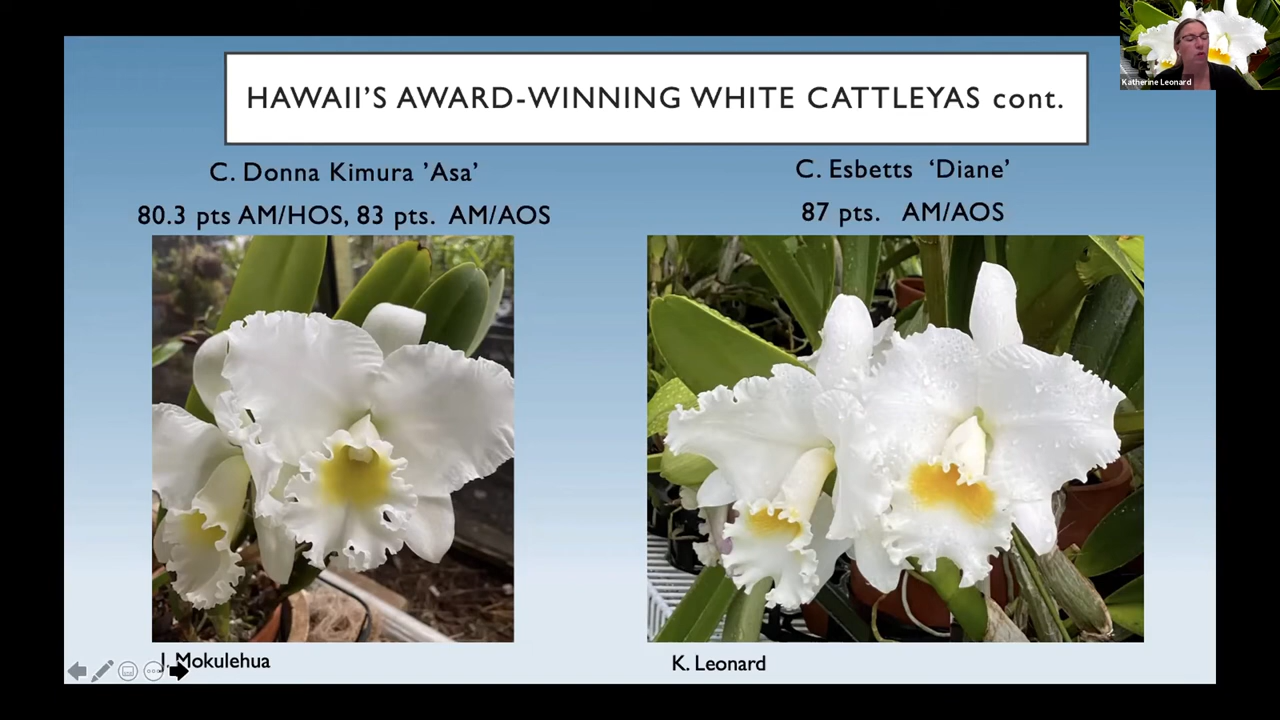 HAWAII'S AWARD-WINNING WHITE CATTLEYAS cont.
Katherine Leonard
C. Donna Kimura ’Asa’
80.3 pts AM/HOS, 83 pts. AM/AOS
C. Esbetts ‘Diane’
87 pts. AM/AOS
J. Mokulehua
K. Leonard